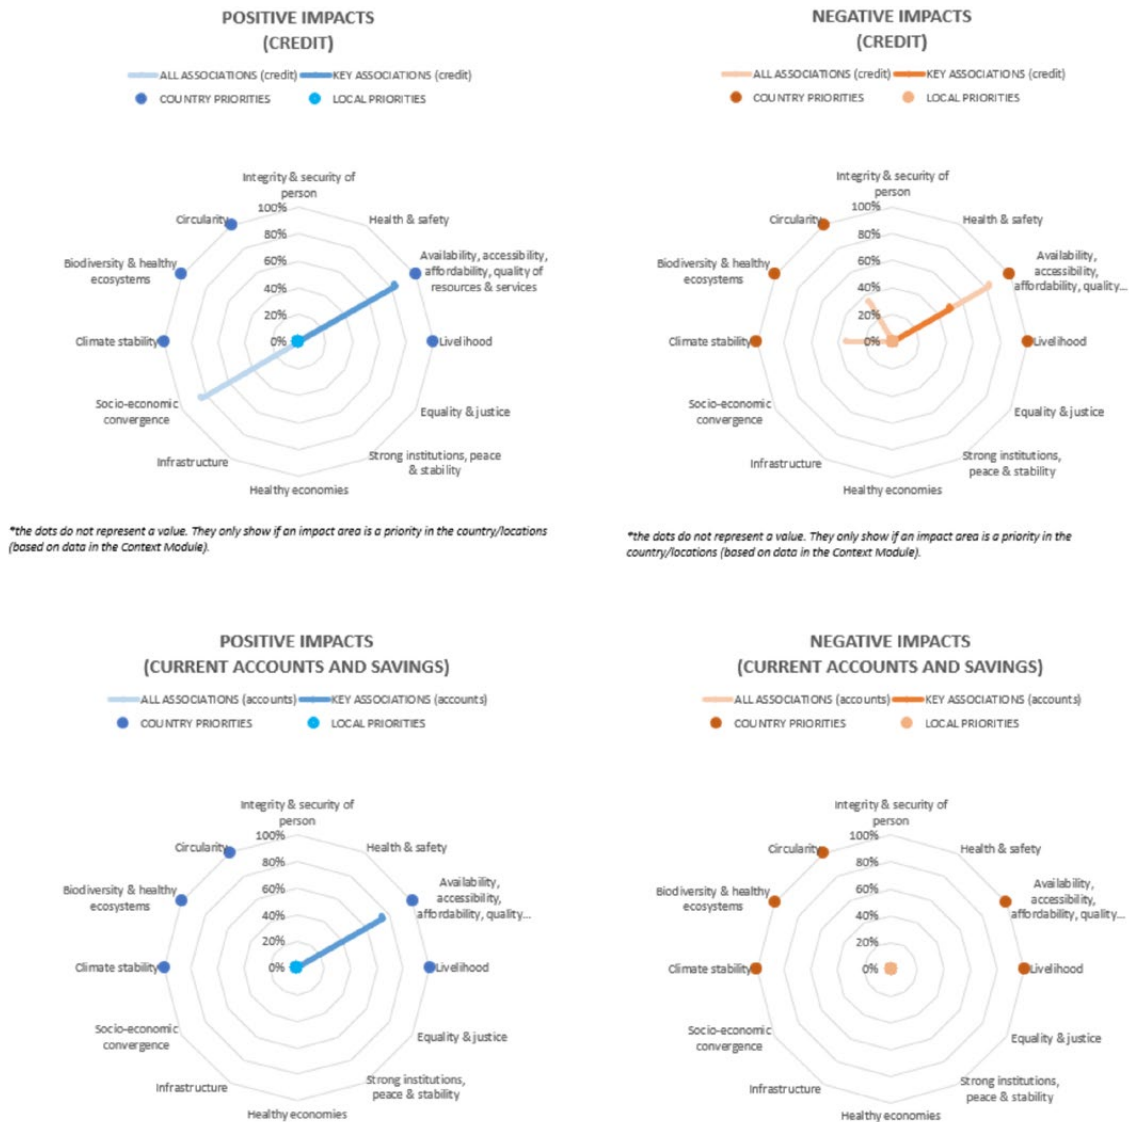 POSITIVE IMPACTS
(CREDIT)
ALL ASSOCIATIONS (credit)
KEY ASSOCIATIONS (credit)
COUNTRY PRIORITIES
LOCAL PRIORITIES
Integrity & security of
person
Health & safety
Availability, accessibility,
affordability, quality of
resources & services
Livelihood
Equality & justice
Strong institutions, peace
& stability
Healthy economies
Infrastructure
Socio-economic
convergence
Climate stability
Biodiversity & healthy
ecosystems
Circularity
100%
80%
60%
40%
20%
0%
*the dots do not represent a value. They only show if an impact area is a priority in the country/locations
(based on data in the Context Module).
NEGATIVE IMPACTS
(CREDIT)
ALL ASSOCIATIONS (credit)
KEY ASSOCIATIONS (credit)
COUNTRY PRIORITIES
LOCAL PRIORITIES
Integrity & security of
person
Health & safety
Availability,
accessibility,
affordability, quality...
Livelihood
Equality & justice
Strong institutions,
peace & stability
Healthy economies
Infrastructure
Socio-economic
convergence
Climate stability
Biodiversity & healthy
ecosystems
Circularity
100%
80%
60%
40%
20%
0%
*the dots do not represent a value. They only show if an impact area is a priority in the
country/locations (based on data in the Context Module).
POSITIVE IMPACTS
(CURRENT ACCOUNTS AND SAVINGS)
ALL ASSOCIATIONS (accounts)
KEY ASSOCIATIONS (accounts)
COUNTRY PRIORITIES
LOCAL PRIORITIES
Integrity & security of
person
Health & safety
Availability,
accessibility,
affordability, quality...
Livelihood
Equality & justice
Strong institutions,
peace & stability
Healthy economies
Infrastructure
Socio-economic
convergence
Climate stability
Biodiversity & healthy
ecosystems
Circularity
100%
80%
60%
40%
20%
0%
NEGATIVE IMPACTS
(CURRENT ACCOUNTS AND SAVINGS)
ALL ASSOCIATIONS (accounts)
KEY ASSOCIATIONS (accounts)
COUNTRY PRIORITIES
LOCAL PRIORITIES
Integrity & security of
person
Health & safety
Availability,
accessibility,
affordability, quality...
Livelihood
Equality & justice
Strong institutions,
peace & stability
Healthy economies
Infrastructure
Socio-economic
convergence
Climate stability
Biodiversity & healthy
ecosystems
Circularity
100%
80%
60%
40%
20%
0%